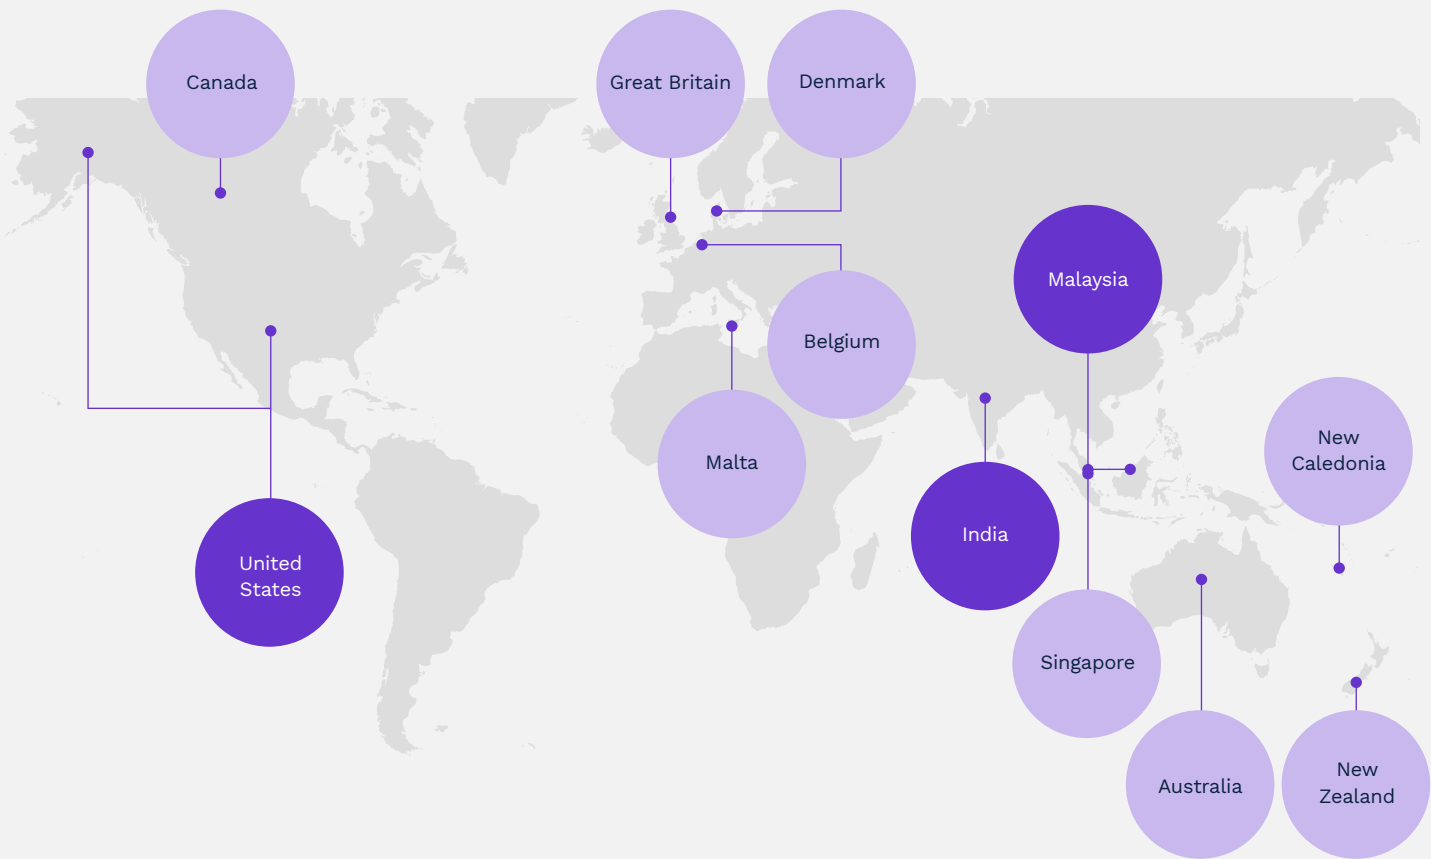 Canada
Great Britain
Denmark
Malaysia
Belgium
New
Caledonia
Malta
India
United
States
Singapore
Australia
New
Zealand